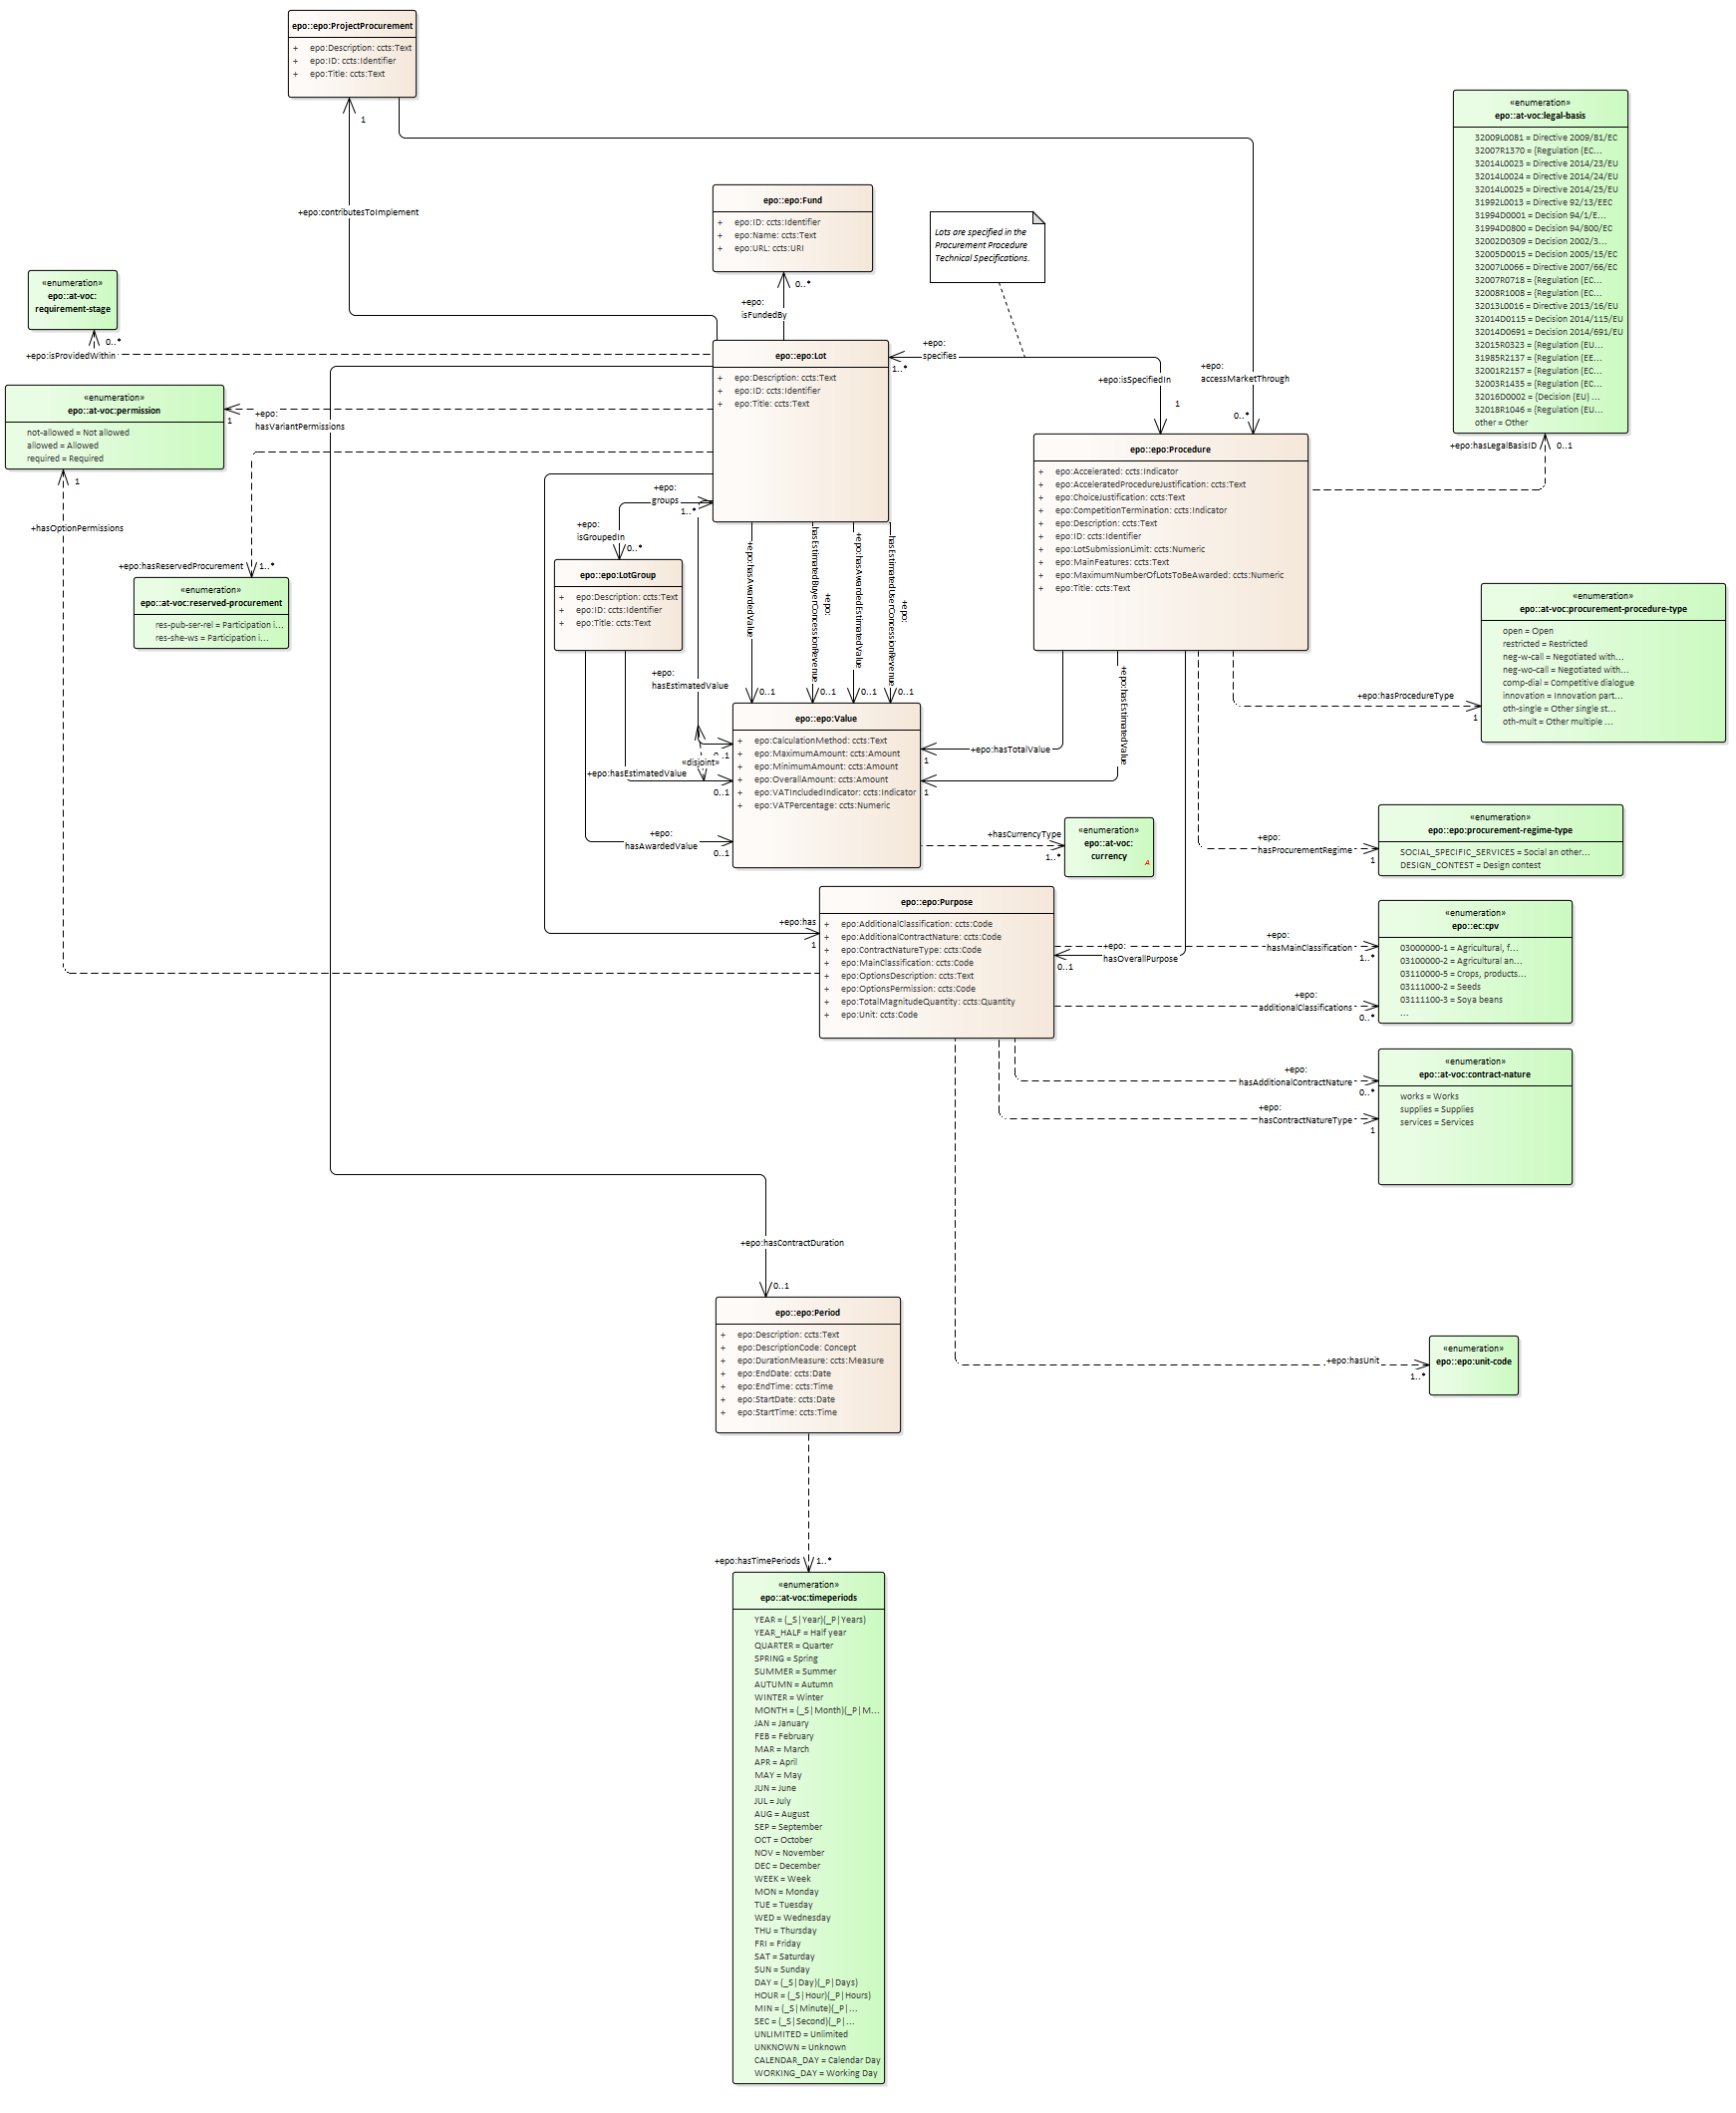 epo::epo:ProjectProcurement
+ epo:Description: ccts:Text
+ epo:ID: ccts:Identifier
+ epo:Title: ccts:Text
1
+epo:contributesToImplement
«enumeration»
epo::at-voc:legal-basis
32009L0081 = Directive 2009/81/EC
32007R1370 = {Regulation (EC...
32014L0023 = Directive 2014/23/EU
32014L0024 = Directive 2014/24/EU
32014L0025 = Directive 2014/25/EU
31992L0013 = Directive 92/13/EEC
31994D0001 = Decision 94/1/E...
31994D0800 = Decision 94/800/EC
32002D0309 = Decision 2002/3...
32005D0015 = Decision 2005/15/EC
32007L0066 = Directive 2007/66/EC
32007R0718 = {Regulation (EC...
32008R1008 = {Regulation (EC...
32013L0016 = Directive 2013/16/EU
32014D0115 = Decision 2014/115/EU
32014D0691 = Decision 2014/691/EU
32015R0323 = {Regulation (EU...
31985R2137 = {Regulation (EE...
32001R2157 = {Regulation (EC...
32003R1435 = {Regulation (EC...
32016D0002 = {Decision (EU) ...
32018R1046 = {Regulation (EU...
other = Other
+epo:hasLegalBasisID
0..1
epo::epo:Fund
+ epo:ID: ccts:Identifier
+ epo:Name: ccts:Text
+ epo:URL: ccts:URI
0..*
+epo:
isFundedBy
Lots are specified in the
Procurement Procedure
Technical Specifications.
«enumeration»
epo::at-voc:
requirement-stage
0..*
+epo:isProvidedWithin
epo::epo:Lot
+ epo:Description: ccts:Text
+ epo:ID: ccts:Identifier
+ epo:Title: ccts:Text
+epo:
specifies
1..*
+epo:isSpecifiedIn
1
+epo:
accessMarketThrough
0..*
«enumeration»
epo::at-voc:permission
not-allowed = Not allowed
allowed = Allowed
required = Required
1
+epo:
hasVariantPermissions
1
+hasOptionPermissions
epo::epo:Procedure
+ epo:Accelerated: ccts:Indicator
+ epo:AcceleratedProcedureJustification: ccts:Text
+ epo:ChoiceJustification: ccts:Text
+ epo:CompetitionTermination: ccts:Indicator
+ epo:Description: ccts:Text
+ epo:ID: ccts:Identifier
+ epo:LotSubmissionLimit: ccts:Numeric
+ epo:MainFeatures: ccts:Text
+ epo:MaximumNumberOfLotsToBeAwarded: ccts:Numeric
+ epo:Title: ccts:Text
+epo:
groups
1..*
+epo:
isGroupedIn
0..*
+epo:hasReservedProcurement
1..*
«enumeration»
epo::at-voc:reserved-procurement
res-pub-ser-rel = Participation i...
res-she-ws = Participation i...
epo::epo:LotGroup
+ epo:Description: ccts:Text
+ epo:ID: ccts:Identifier
+ epo:Title: ccts:Text
+epo:hasAwardedValue
0..1
+epo:
hasEstimatedBuyerConcessionRevenue
0..1
+epo:hasAwardedEstimatedValue
0..1
+epo:
hasEstimatedUserConcessionRevenue
0..1
«enumeration»
epo::at-voc:procurement-procedure-type
open = Open
restricted = Restricted
neg-w-call = Negotiated with...
neg-wo-call = Negotiated with...
comp-dial = Competitive dialogue
innovation = Innovation part...
oth-single = Other single st...
oth-mult = Other multiple ...
+epo:hasProcedureType
1
+epo:
hasEstimatedValue
0..1
«disjoint»
+epo:hasEstimatedValue
0..1
+epo:
hasAwardedValue
0..1
epo::epo:Value
+ epo:CalculationMethod: ccts:Text
+ epo:MaximumAmount: ccts:Amount
+ epo:MinimumAmount: ccts:Amount
+ epo:OverallAmount: ccts:Amount
+ epo:VATIncludedIndicator: ccts:Indicator
+ epo:VATPercentage: ccts:Numeric
+epo:hasTotalValue
1
+epo:hasEstimatedValue
1
+hasCurrencyType
1..*
«enumeration»
epo::at-voc:
currency
A
+epo:
hasProcurementRegime
1
«enumeration»
epo::epo:procurement-regime-type
SOCIAL_SPECIFIC_SERVICES = Social an other...
DESIGN_CONTEST = Design contest
+epo:has
1
epo::epo:Purpose
+ epo:AdditionalClassification: ccts:Code
+ epo:AdditionalContractNature: ccts:Code
+ epo:ContractNatureType: ccts:Code
+ epo:MainClassification: ccts:Code
+ epo:OptionsDescription: ccts:Text
+ epo:OptionsPermission: ccts:Code
+ epo:TotalMagnitudeQuantity: ccts:Quantity
+ epo:Unit: ccts:Code
+epo:
hasOverallPurpose
0..1
+epo:
hasMainClassification
1..*
+epo:
additionalClassifications
0..*
«enumeration»
epo::ec:cpv
03000000-1 = Agricultural, f...
03100000-2 = Agricultural an...
03110000-5 = Crops, products...
03111000-2 = Seeds
03111100-3 = Soya beans
...
+epo:
hasAdditionalContractNature
0..*
+epo:
hasContractNatureType
1
«enumeration»
epo::at-voc:contract-nature
works = Works
supplies = Supplies
services = Services
+epo:hasContractDuration
0..1
epo::epo:Period
+ epo:Description: ccts:Text
+ epo:DescriptionCode: Concept
+ epo:DurationMeasure: ccts:Measure
+ epo:EndDate: ccts:Date
+ epo:EndTime: ccts:Time
+ epo:StartDate: ccts:Date
+ epo:StartTime: ccts:Time
+epo:hasUnit
1..*
«enumeration»
epo::epo:unit-code
+epo:hasTimePeriods
1..*
«enumeration»
epo::at-voc:timeperiods
YEAR = (_S|Year)(_P|Years)
YEAR_HALF = Half year
QUARTER = Quarter
SPRING = Spring
SUMMER = Summer
AUTUMN = Autumn
WINTER = Winter
MONTH = (_S|Month)(_P|M...
JAN = January
FEB = February
MAR = March
APR = April
MAY = May
JUN = June
JUL = July
AUG = August
SEP = September
OCT = October
NOV = November
DEC = December
WEEK = Week
MON = Monday
TUE = Tuesday
WED = Wednesday
THU = Thursday
FRI = Friday
SAT = Saturday
SUN = Sunday
DAY = (_S|Day)(_P|Days)
HOUR = (_S|Hour)(_P|Hours)
MIN = (_S|Minute)(_P|...
SEC = (_S|Second)(_P|...
UNLIMITED = Unlimited
UNKNOWN = Unknown
CALENDAR_DAY = Calendar Day
WORKING_DAY = Working Day